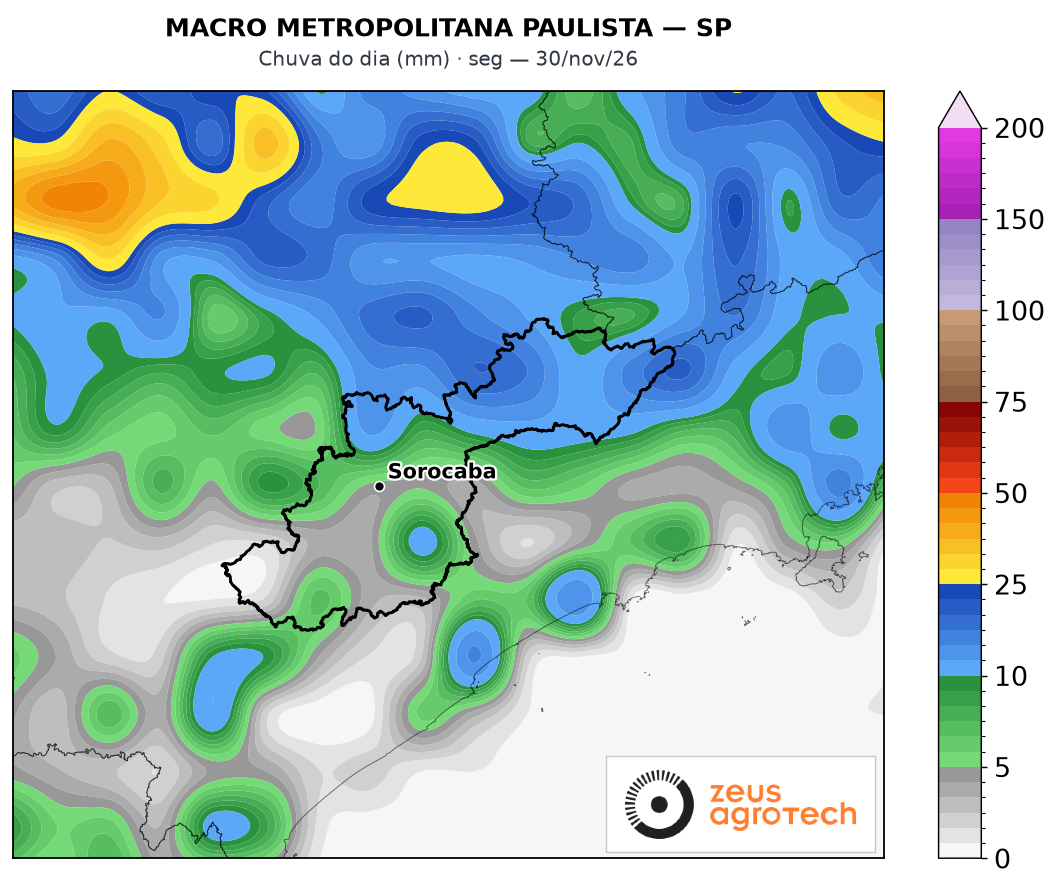 MACRO METROPOLITANA PAULISTA — SP
Chuva do dia (mm) · seg — 30/nov/26
Sorocaba
200
150
100
75
50
25
10
5
0
zeus
agroTech